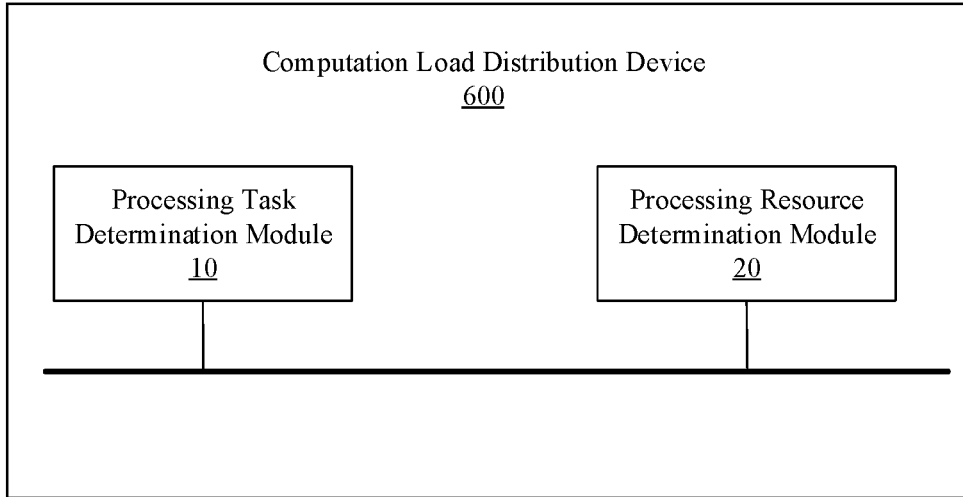 Computation Load Distribution Device
600
Processing Task
Determination Module
10
Processing Resource
Determination Module
20